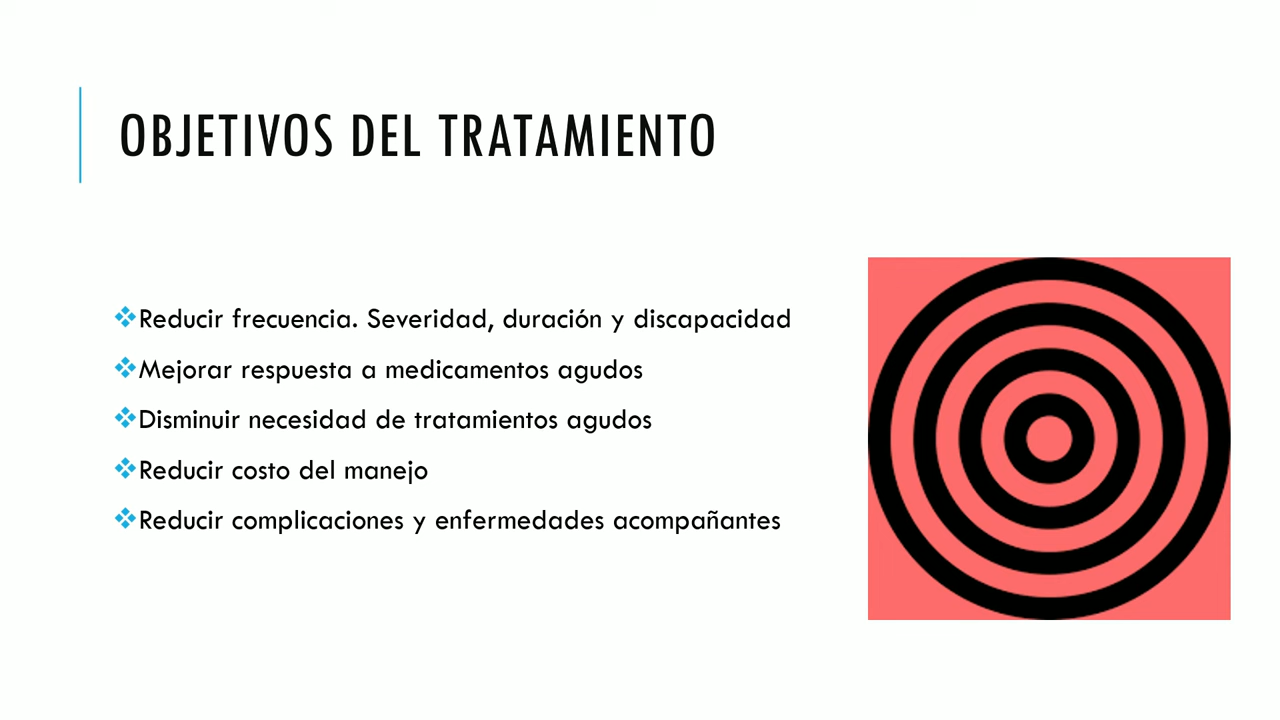 OBJETIVOS DEL TRATAMIENTO
Reducir frecuencia. Severidad, duración y discapacidad
Mejorar respuesta a medicamentos agudos
Disminuir necesidad de tratamientos agudos
Reducir costo del manejo
Reducir complicaciones y enfermedades acompañantes